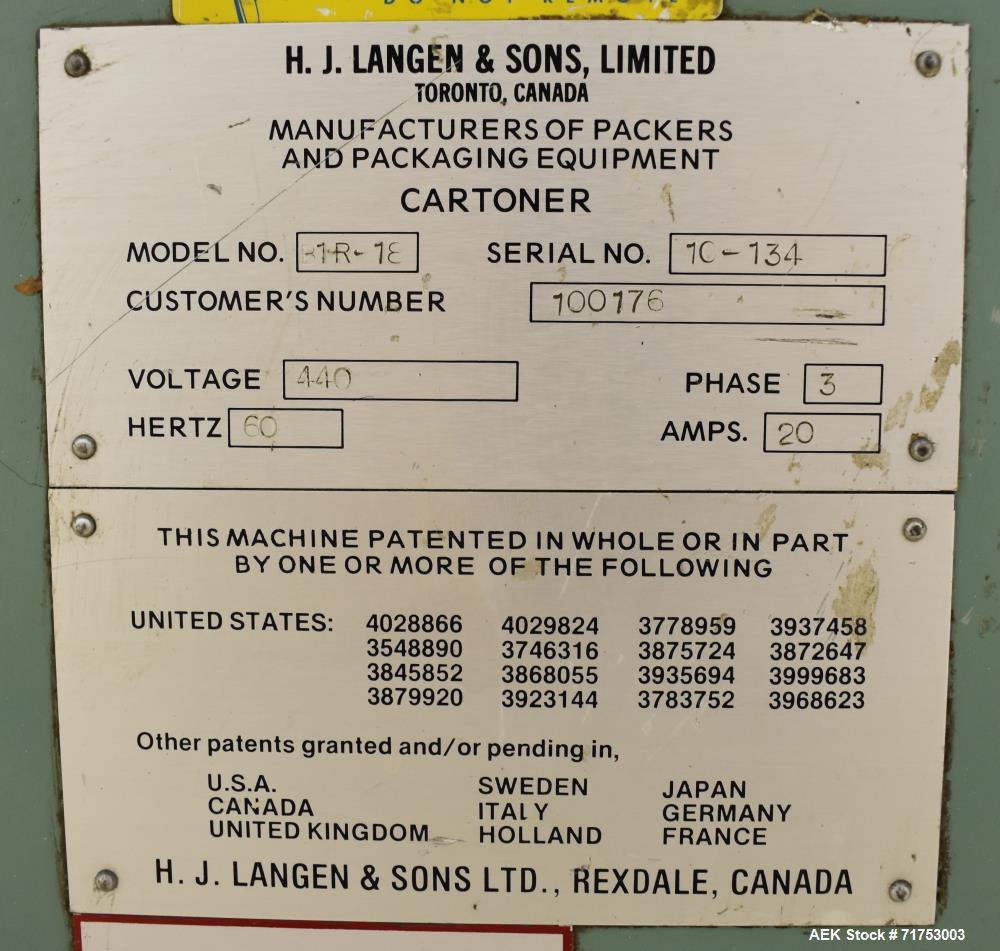 DO NOT REMOVE
H. J. LANGEN & SONS, LIMITED
TORONTO, CANADA
MANUFACTURERS OF PACKERS
AND PACKAGING EQUIPMENT
CARTONER
MODEL NO. SERIAL NO. 10-134
CUSTOMER'S NUMBER 100176
VOLTAGE 440 PHASE 3
HERTZ 60 AMPS. 20
THIS MACHINE PATENTED IN WHOLE OR IN PART
BY ONE OR MORE OF THE FOLLOWING
UNITED STATES: 4028866 4029824 3778959 3937458
3548890 3746316 3875724 3872647
3845852 3868055 3935694 3999683
3879920 3923144 3783752 3968623
Other patents granted and/or pending in,
U.S.A. SWEDEN JAPAN
CANADA ITALY GERMANY
UNITED KINGDOM HOLLAND FRANCE
H. J. LANGEN & SONS LTD., REXDALE, CANADA
AEK Stock # 71753003